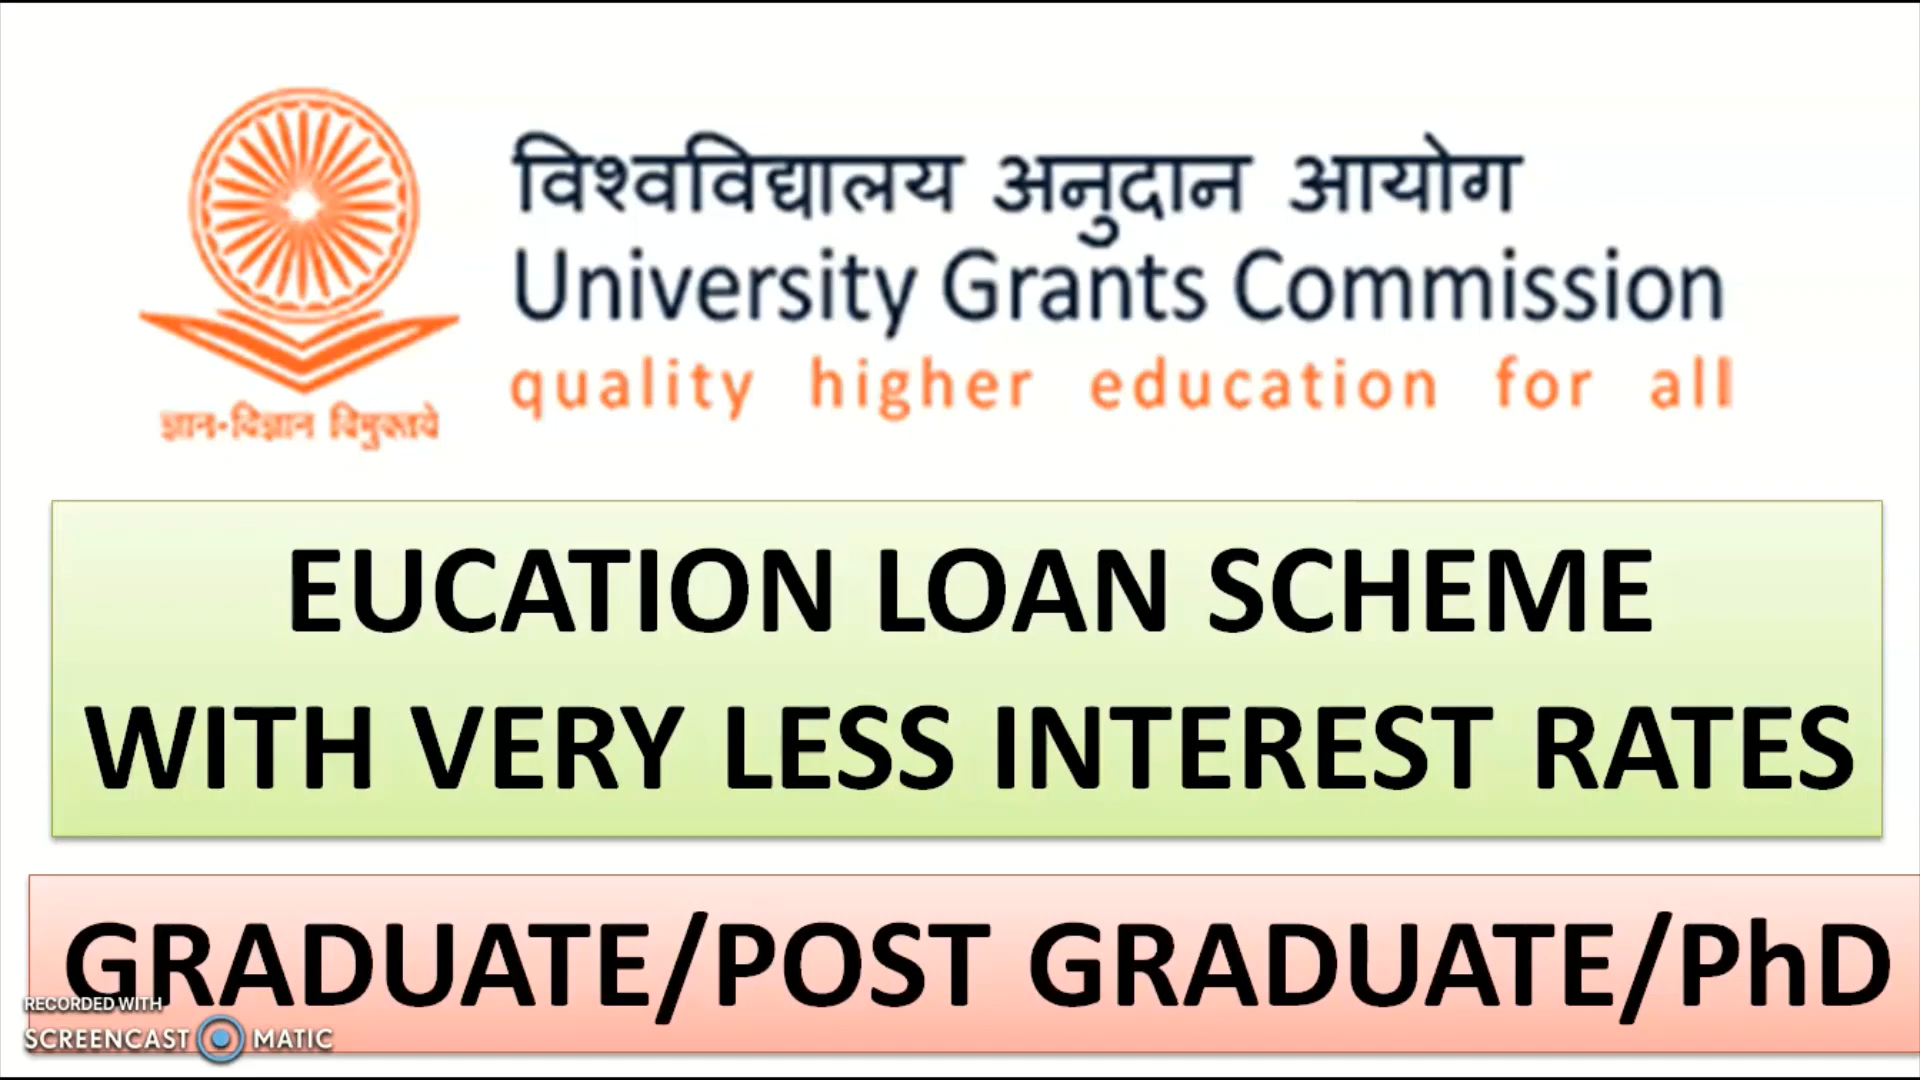 विश्वविद्यालय अनुदान आयोग
University Grants Commission
quality higher education for all
ज्ञान-विज्ञान विमुक्तये
EUCATION LOAN SCHEME
WITH VERY LESS INTEREST RATES
GRADUATE/POST GRADUATE/PhD
RECORDED WITH
SCREENCAST MATIC